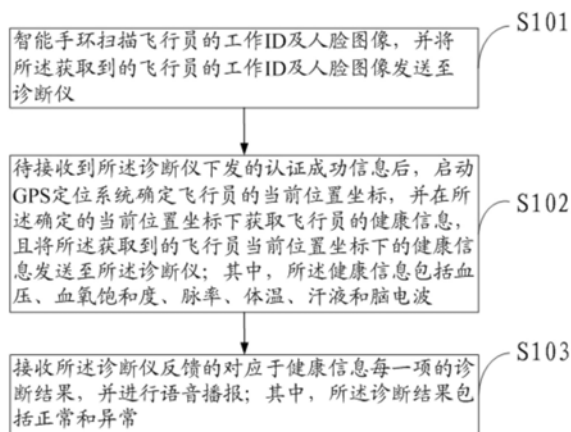 S101
智能手环扫描飞行员的工作ID及人脸图像，并将
所述获取到的飞行员的工作ID及人脸图像发送至
诊断仪
S102
待接收到所述诊断仪下发的认证成功信息后，启动
GPS定位系统确定飞行员的当前位置坐标，并在所
述确定的当前位置坐标下获取飞行员的健康信息，
且将所述获取到的飞行员当前位置坐标下的健康信
息发送至所述诊断仪；其中，所述健康信息包括血
压、血氧饱和度、脉率、体温、汗液和脑电波
S103
接收所述诊断仪反馈的对应于健康信息每一项的诊
断结果，并进行语音播报；其中，所述诊断结果包
括正常和异常